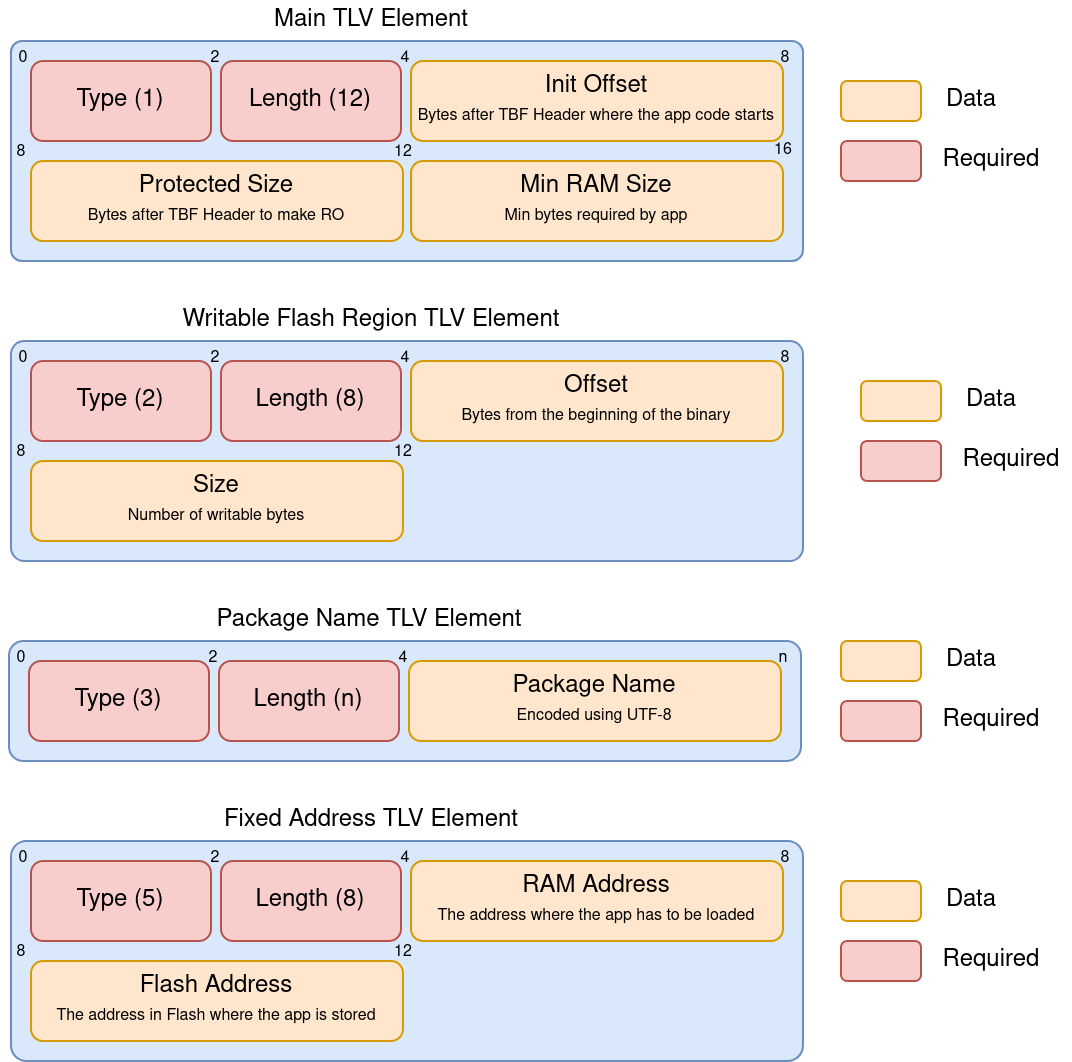 Main TLV Element
0 2 4 8
Type (1) Length (12) Init Offset
Bytes after TBF Header where the app code starts
Data
Required
8 12 16
Protected Size Min RAM Size
Bytes after TBF Header to make RO Min bytes required by app
Writable Flash Region TLV Element
0 2 4 8
Type (2) Length (8) Offset
Bytes from the beginning of the binary
Data
Required
8 12
Size
Number of writable bytes
Package Name TLV Element
0 2 4 n
Type (3) Length (n) Package Name
Encoded using UTF-8
Data
Required
Fixed Address TLV Element
0 2 4 8
Type (5) Length (8) RAM Address
The address where the app has to be loaded
Data
Required
8 12
Flash Address
The address in Flash where the app is stored